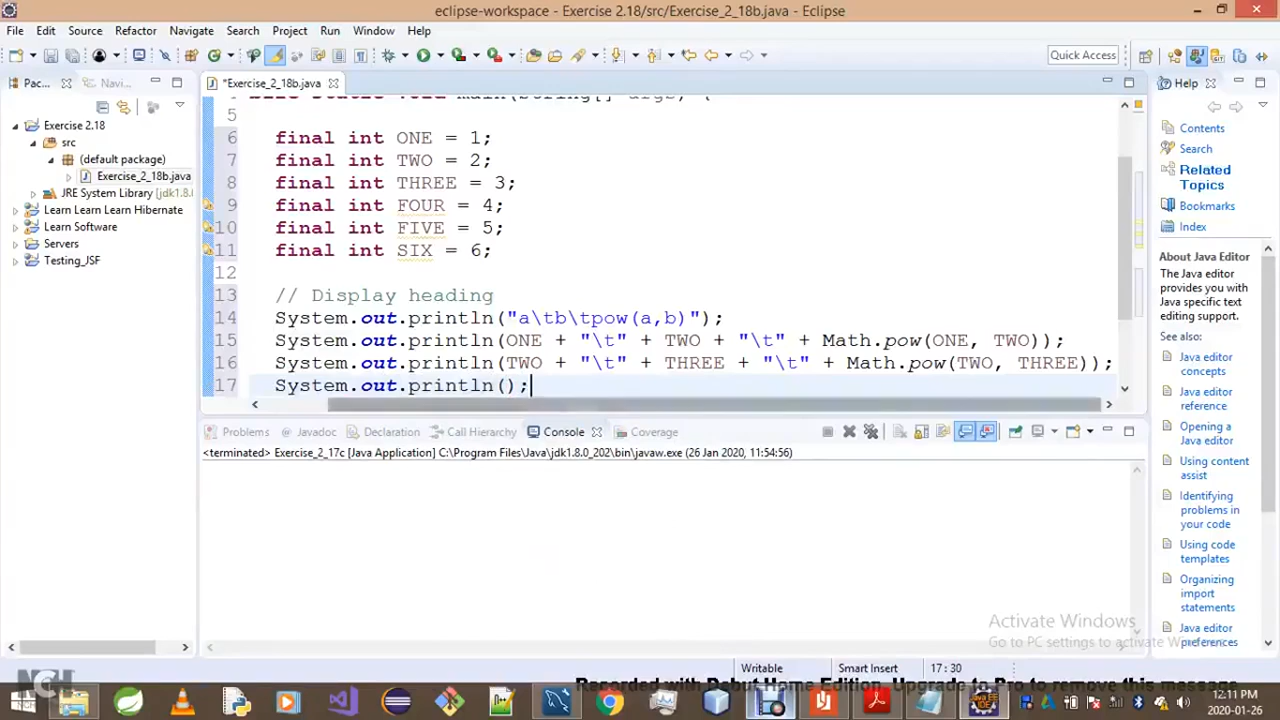 eclipse-workspace - Exercise 2.18/src/Exercise_2_18b.java - Eclipse
File Edit Source Refactor Navigate Search Project Run Window Help
Quick Access
Pac... Navi... *Exercise_2_18b.java Help
Exercise 2.18
src
(default package)
Exercise_2_18b.java
JRE System Library [jdk1.8.0
Learn Learn Learn Hibernate
Learn Software
Servers
Testing_JSF
5
6 final int ONE = 1;
7 final int TWO = 2;
8 final int THREE = 3;
9 final int FOUR = 4;
10 final int FIVE = 5;
11 final int SIX = 6;
12
13 // Display heading
14 System.out.println("a\tb\tpow(a,b)");
15 System.out.println(ONE + "\t" + TWO + "\t" + Math.pow(ONE, TWO));
16 System.out.println(TWO + "\t" + THREE + "\t" + Math.pow(TWO, THREE));
17 System.out.println();
Contents
Search
Related
Topics
Bookmarks
Index
About Java Editor
The Java editor
provides you with
Java specific text
editing support.
See also:
Java editor
concepts
Java editor
reference
Opening a
Java editor
Using content
assist
Identifying
problems in
your code
Using code
templates
Organizing
import
statements
Java editor
preferences
Problems Javadoc Declaration Call Hierarchy Console Coverage
<terminated> Exercise_2_17c [Java Application] C:\Program Files\Java\jdk1.8.0_202\bin\javaw.exe (26 Jan 2020, 11:54:56)
Activate Windows
Go to PC settings to activate Windows.
Writable Smart Insert 17 : 30
NCH
Recorded with Debut Home Edition. Upgrade to Pro to remove this message
12:11 PM
2020-01-26